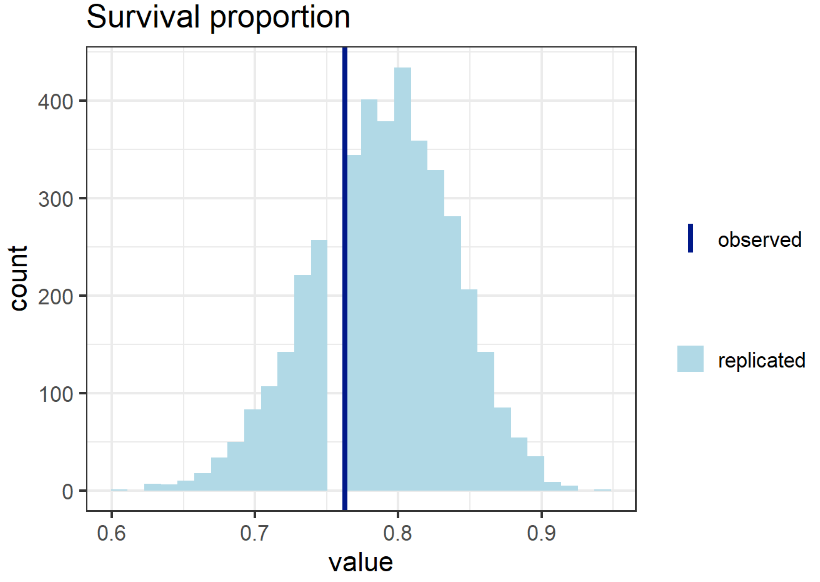 Survival proportion
400
300
200
100
0
count
0.6 0.7 0.8 0.9
value
observed
replicated